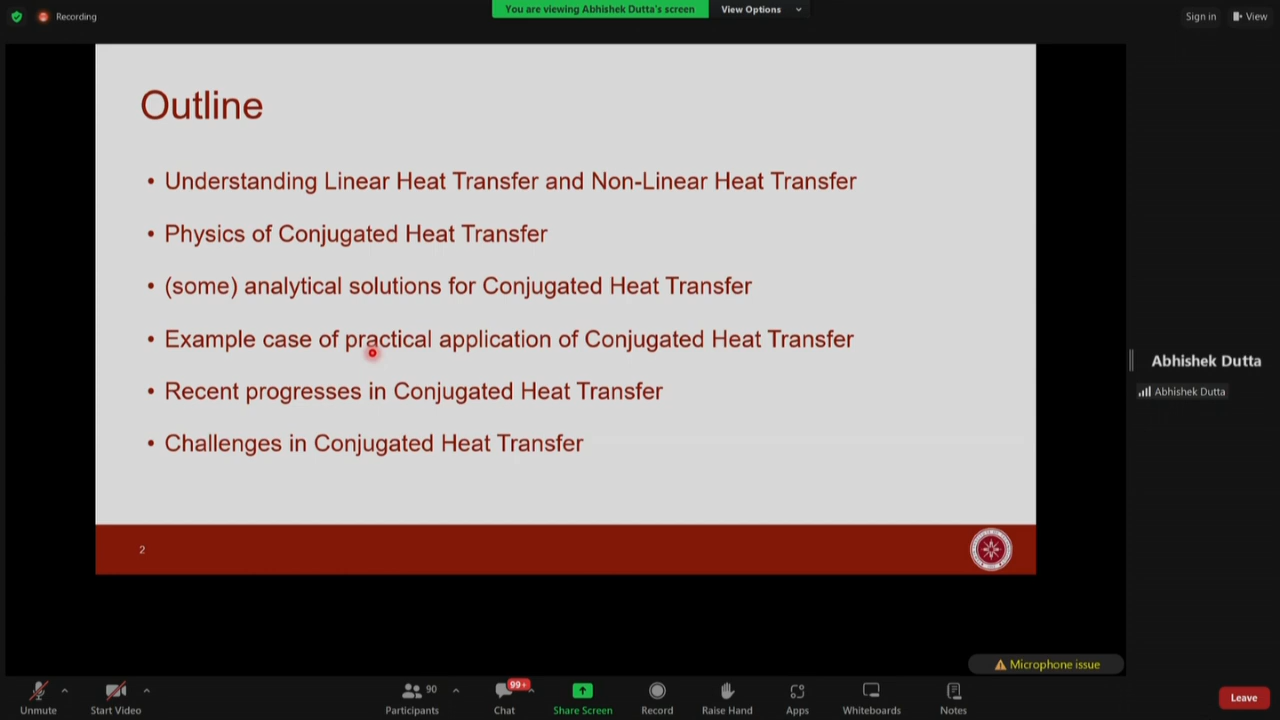 Recording
You are viewing Abhishek Dutta's screen
View Options
Sign in
View
Outline
• Understanding Linear Heat Transfer and Non-Linear Heat Transfer
• Physics of Conjugated Heat Transfer
• (some) analytical solutions for Conjugated Heat Transfer
• Example case of practical application of Conjugated Heat Transfer
• Recent progresses in Conjugated Heat Transfer
• Challenges in Conjugated Heat Transfer
2
Abhishek Dutta
Abhishek Dutta
Microphone issue
Unmute
Start Video
90
Participants
99+
Chat
Share Screen
Record
Raise Hand
Apps
Whiteboards
Notes
Leave